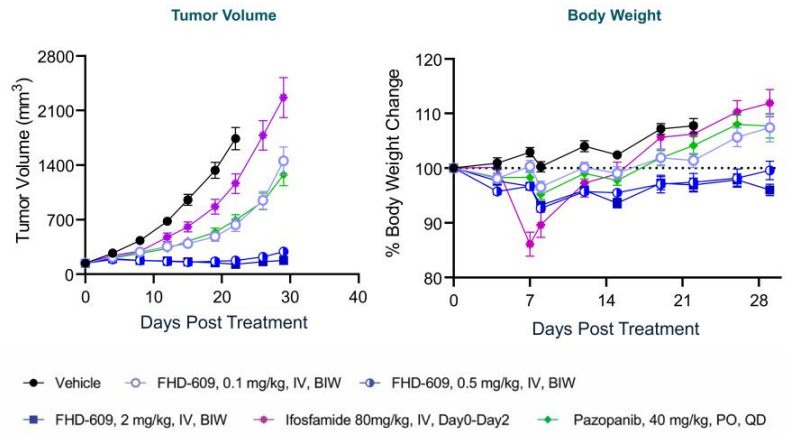 Tumor Volume
Body Weight
Tumor Volume (mm³)
2800
2100
1400
700
0
0 10 20 30 40
Days Post Treatment
% Body Weight Change
120
110
100
90
80
0 7 14 21 28
Days Post Treatment
Vehicle FHD-609, 0.1 mg/kg, IV, BIW FHD-609, 0.5 mg/kg, IV, BIW
FHD-609, 2 mg/kg, IV, BIW Ifosfamide 80mg/kg, IV, Day0-Day2 Pazopanib, 40 mg/kg, PO, QD